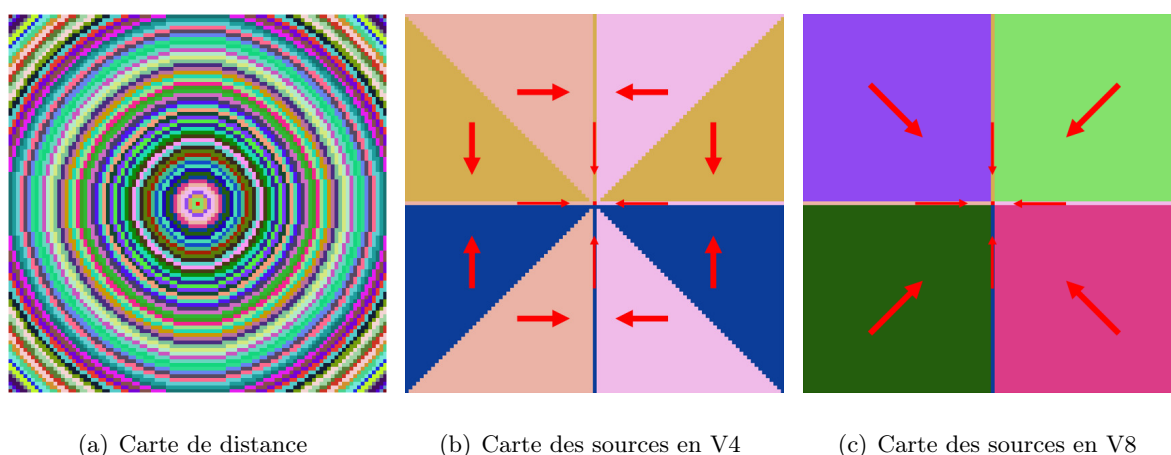 (a) Carte de distance
(b) Carte des sources en V4
(c) Carte des sources en V8